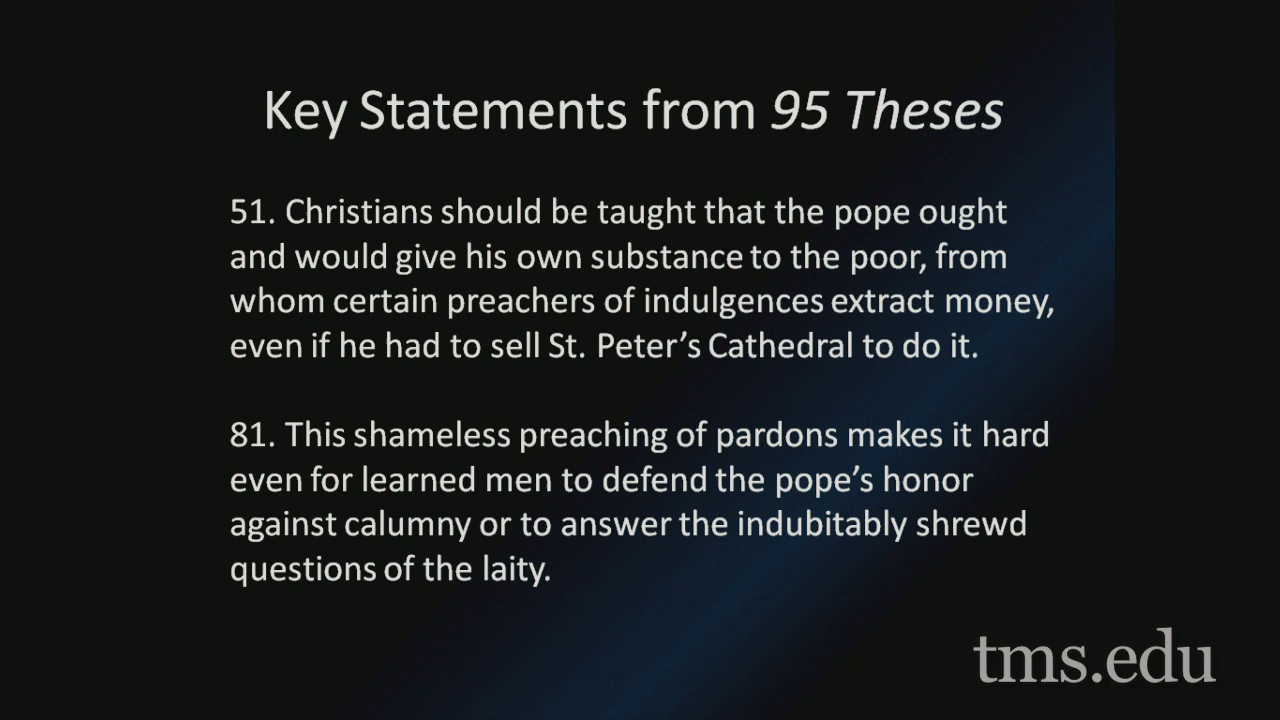 Key Statements from 95 Theses
51. Christians should be taught that the pope ought
and would give his own substance to the poor, from
whom certain preachers of indulgences extract money,
even if he had to sell St. Peter’s Cathedral to do it.
81. This shameless preaching of pardons makes it hard
even for learned men to defend the pope’s honor
against calumny or to answer the indubitably shrewd
questions of the laity.
tms.edu